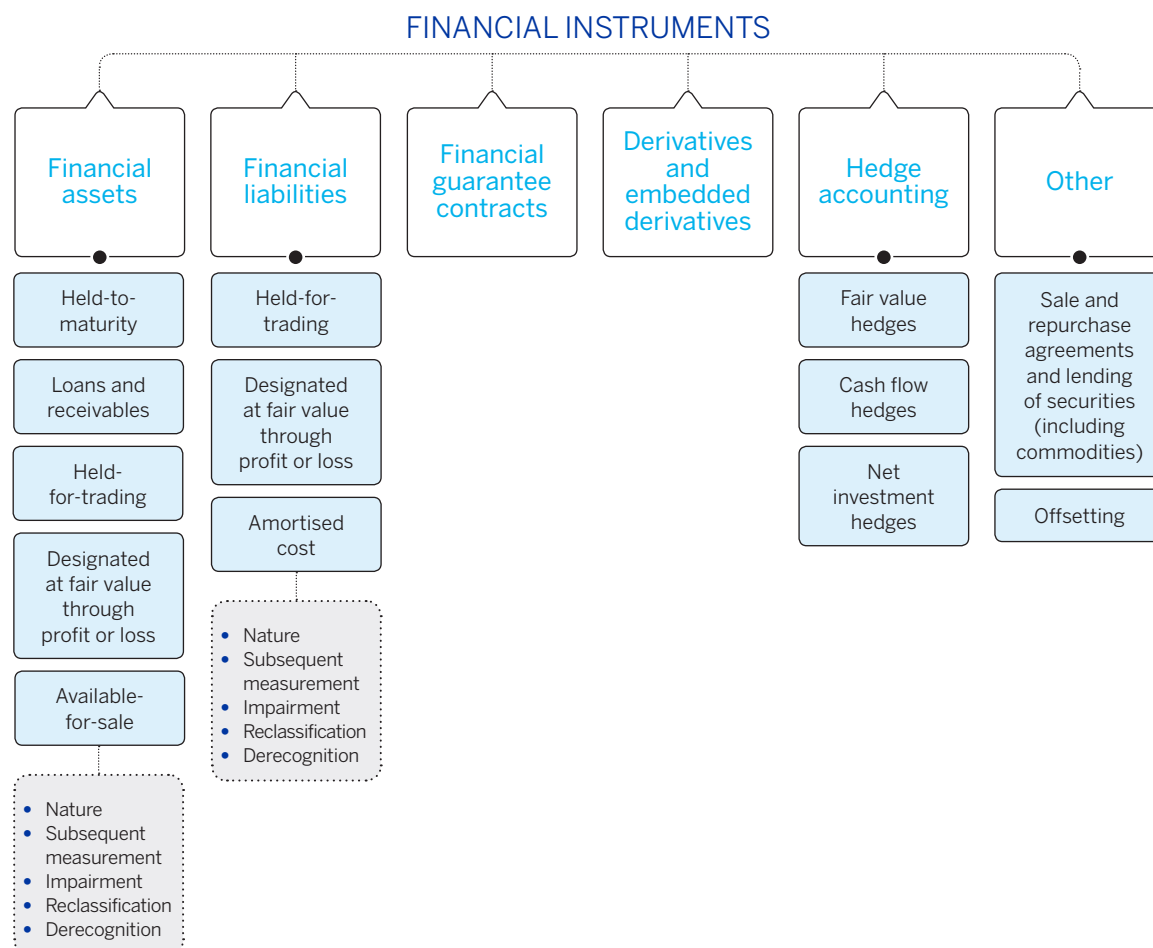 FINANCIAL INSTRUMENTS
Financial
assets
Held-to-
maturity
Loans and
receivables
Held-
for-trading
Designated
at fair value
through
profit or loss
Available-
for-sale
• Nature
• Subsequent
measurement
• Impairment
• Reclassification
• Derecognition
Financial
liabilities
Held-for-
trading
Designated
at fair value
through
profit or loss
Amortised
cost
• Nature
• Subsequent
measurement
• Impairment
• Reclassification
• Derecognition
Financial
guarantee
contracts
Derivatives
and
embedded
derivatives
Hedge
accounting
Fair value
hedges
Cash flow
hedges
Net
investment
hedges
Other
Sale and
repurchase
agreements
and lending
of securities
(including
commodities)
Offsetting